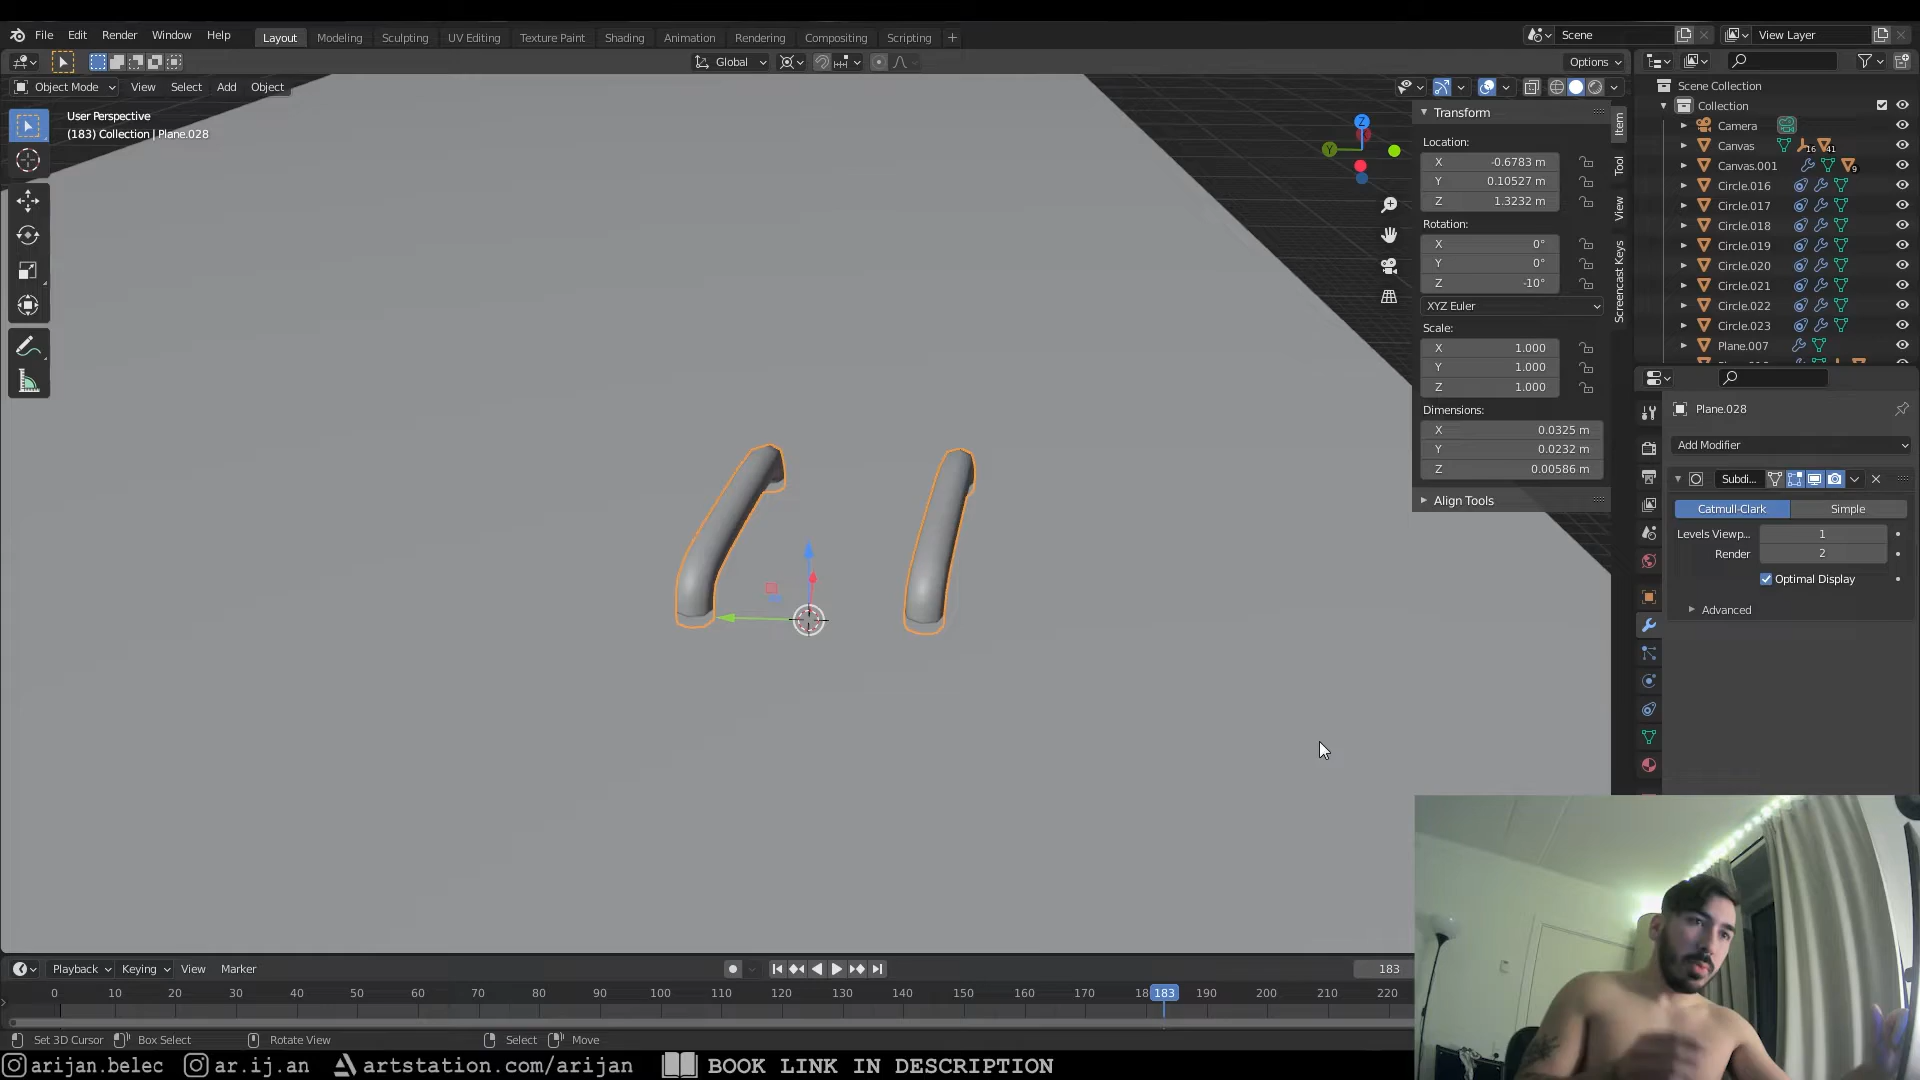 File Edit Render Window Help Layout Modeling Sculpting UV Editing Texture Paint Shading Animation Rendering Compositing Scripting + Scene View Layer
Global Options
Object Mode View Select Add Object
User Perspective
(183) Collection | Plane.028
Z
Y
Transform
Location:
X -0.6783 m
Y 0.10527 m
Z 1.3232 m
Rotation:
X 0°
Y 0°
Z -10°
XYZ Euler
Scale:
X 1.000
Y 1.000
Z 1.000
Dimensions:
X 0.0325 m
Y 0.0232 m
Z 0.00586 m
Align Tools
Item
Tool
View
Screencast Keys
Scene Collection
Collection
Camera
Canvas 16 41
Canvas.001 9
Circle.016
Circle.017
Circle.018
Circle.019
Circle.020
Circle.021
Circle.022
Circle.023
Plane.007
Plane.028
Add Modifier
Subdi...
Catmull-Clark Simple
Levels Viewp... 1
Render 2
Optimal Display
Advanced
Playback Keying View Marker 183
0 10 20 30 40 50 60 70 80 90 100 110 120 130 140 150 160 170 18 183 190 200 210 220
Set 3D Cursor Box Select Rotate View Select Move
arijan.belec ar.ij.an artstation.com/arijan BOOK LINK IN DESCRIPTION